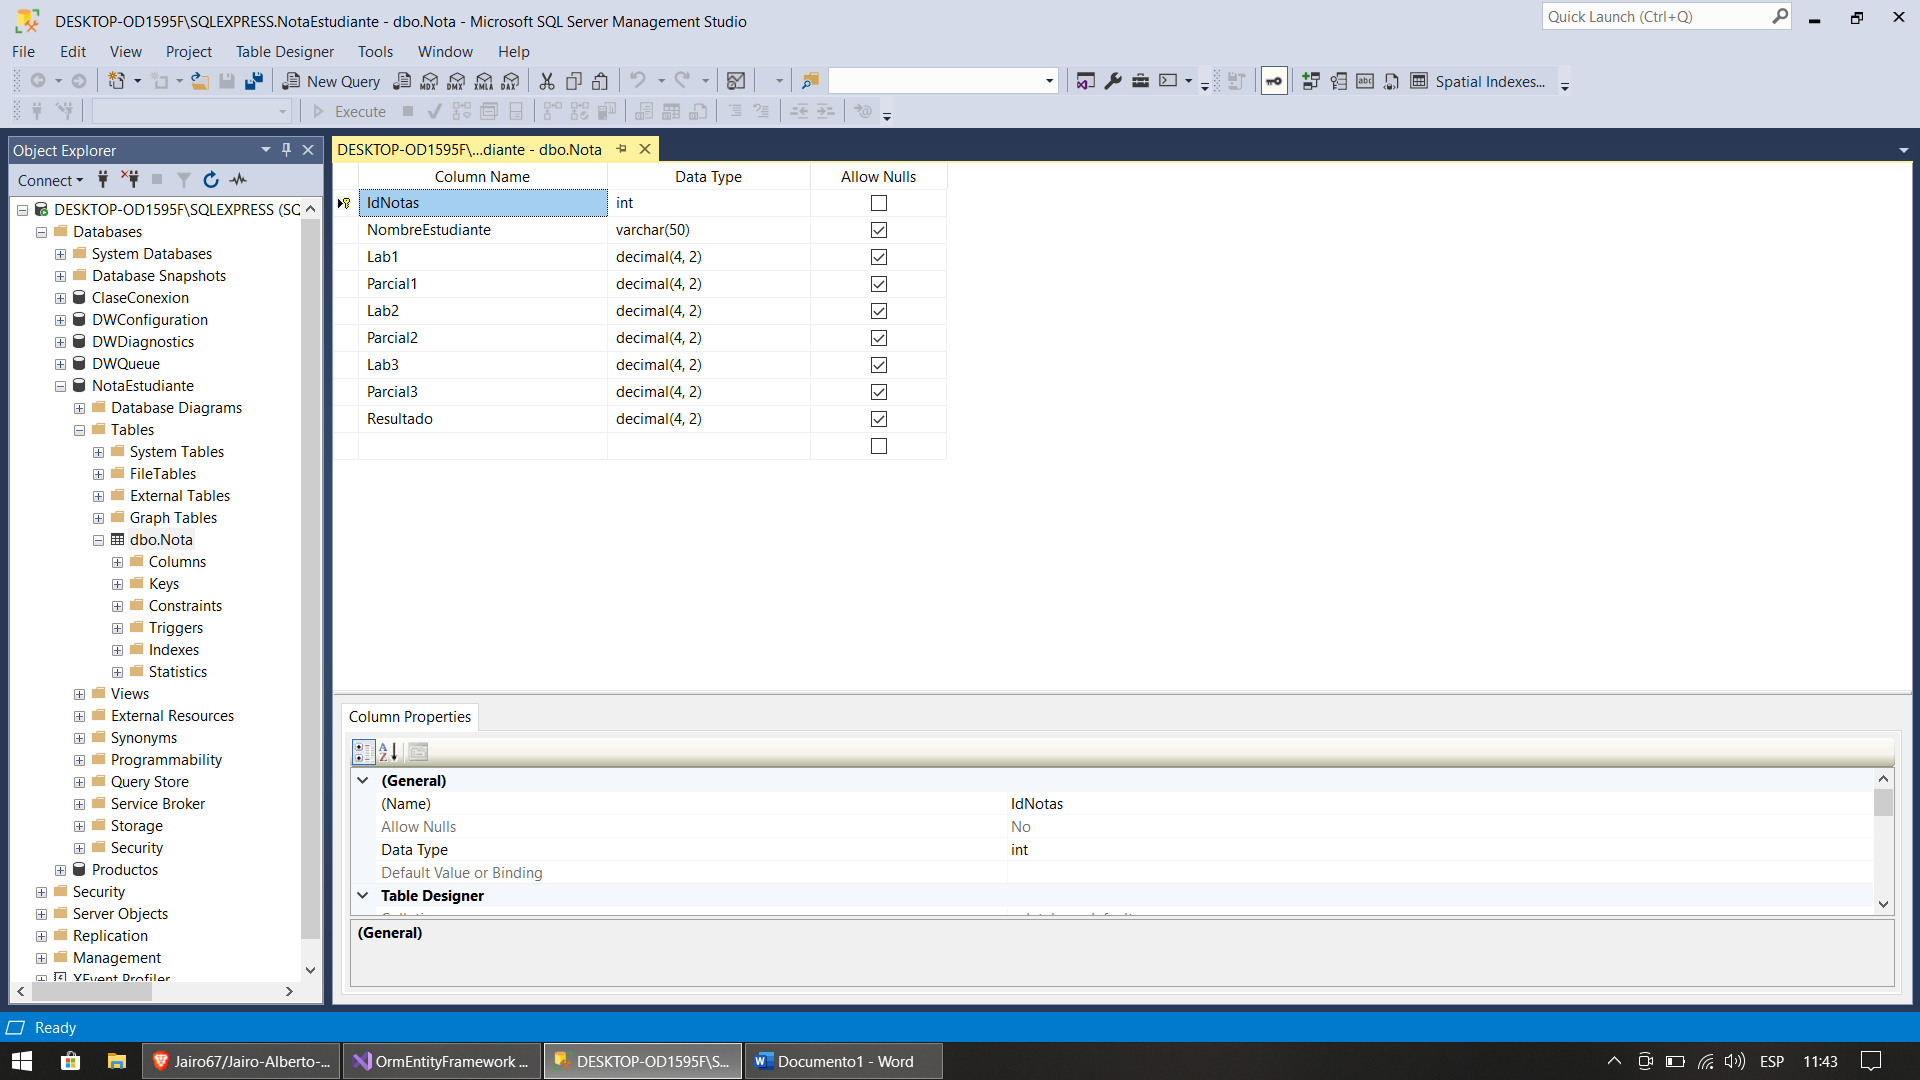 DESKTOP-OD1595F\SQLEXPRESS.NotaEstudiante - dbo.Nota - Microsoft SQL Server Management Studio
Quick Launch (Ctrl+Q)
File Edit View Project Table Designer Tools Window Help
New Query MDX DMX XMLA DAX Spatial Indexes...
Execute
Object Explorer
DESKTOP-OD1595F\...diante - dbo.Nota
Connect
DESKTOP-OD1595F\SQLEXPRESS (SQ
Databases
System Databases
Database Snapshots
ClaseConexion
DWConfiguration
DWDiagnostics
DWQueue
NotaEstudiante
Database Diagrams
Tables
System Tables
FileTables
External Tables
Graph Tables
dbo.Nota
Columns
Keys
Constraints
Triggers
Indexes
Statistics
Views
External Resources
Synonyms
Programmability
Query Store
Service Broker
Storage
Security
Productos
Security
Server Objects
Replication
Management
XEvent Profiler
Column Name Data Type Allow Nulls
IdNotas int
NombreEstudiante varchar(50)
Lab1 decimal(4, 2)
Parcial1 decimal(4, 2)
Lab2 decimal(4, 2)
Parcial2 decimal(4, 2)
Lab3 decimal(4, 2)
Parcial3 decimal(4, 2)
Resultado decimal(4, 2)
Column Properties
(General)
(Name) IdNotas
Allow Nulls No
Data Type int
Default Value or Binding
Table Designer
(General)
Ready
Jairo67/Jairo-Alberto-...
OrmEntityFramework ...
DESKTOP-OD1595F\S...
Documento1 - Word
ESP 11:43